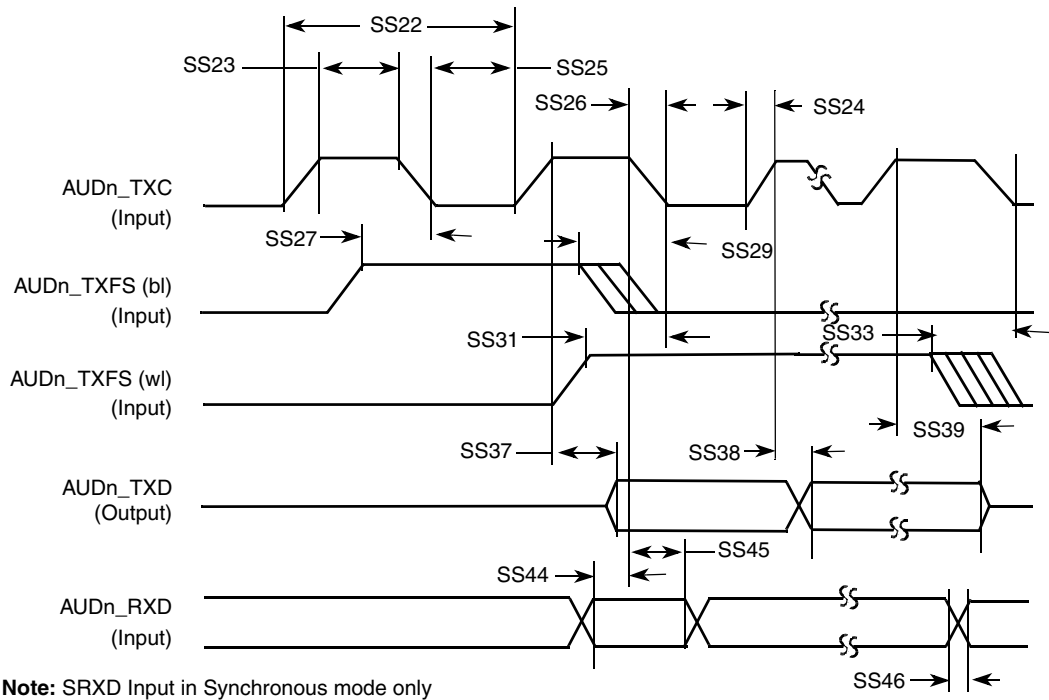 SS22
SS23
SS25
SS26
SS24
AUDn_TXC
(Input)
SS27
SS29
AUDn_TXFS (bl)
(Input)
SS31
SS33
AUDn_TXFS (wl)
(Input)
SS39
SS37
SS38
AUDn_TXD
(Output)
SS45
SS44
AUDn_RXD
(Input)
SS46
Note: SRXD Input in Synchronous mode only